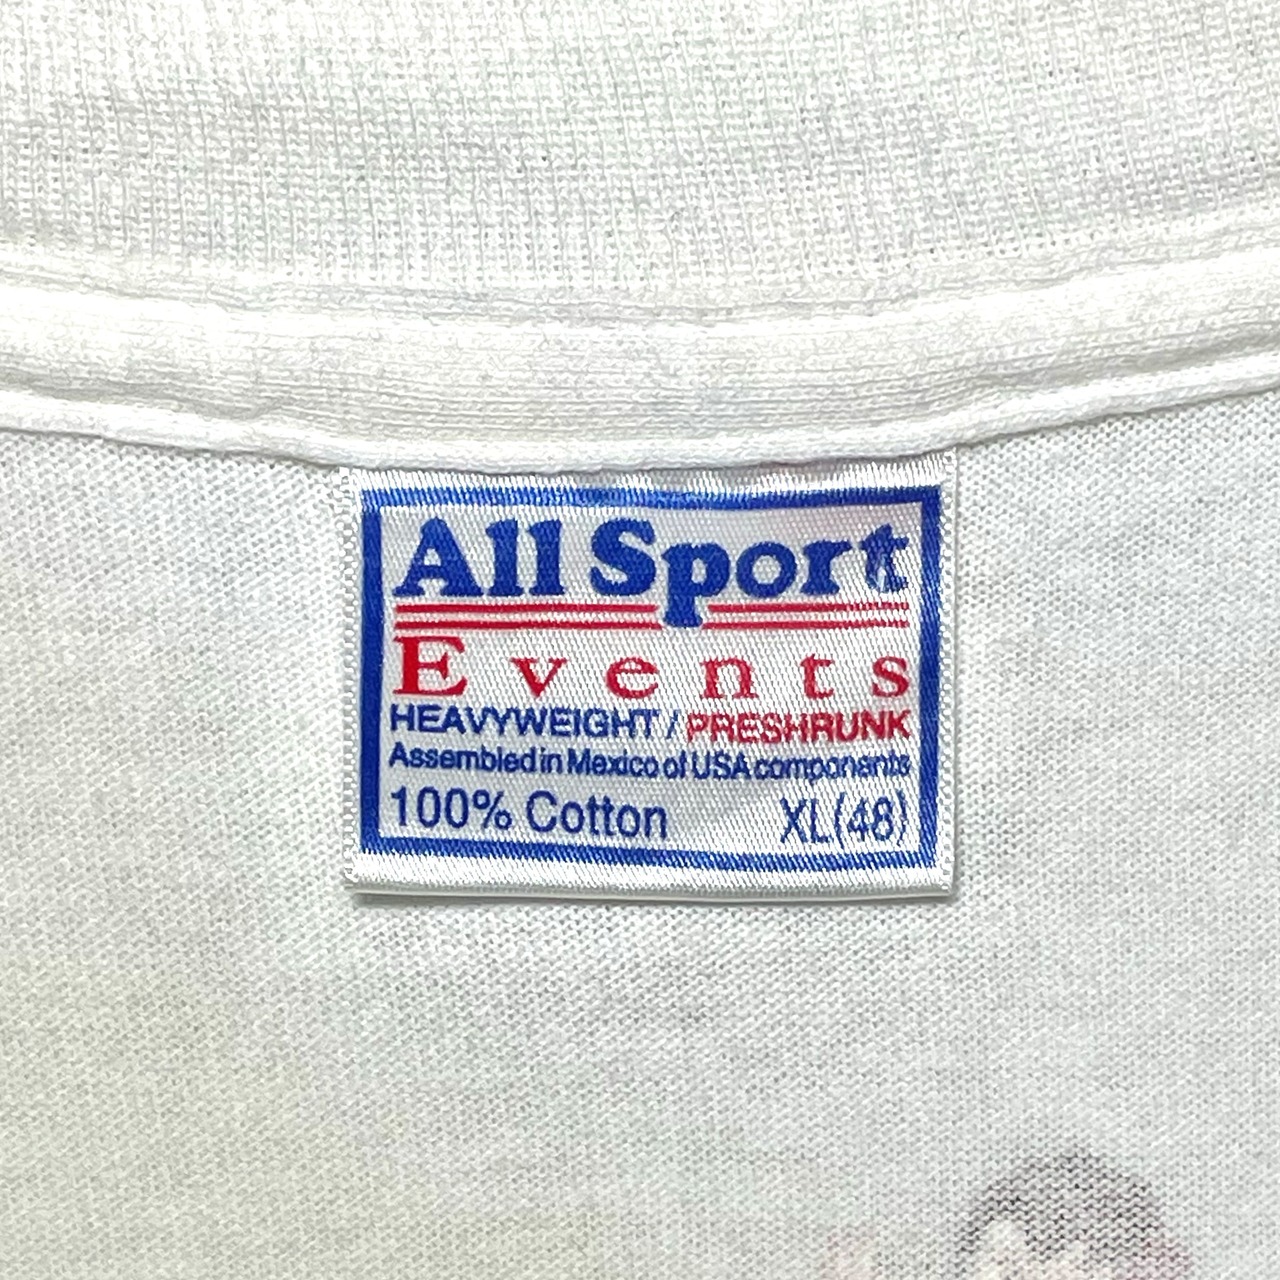 All Sport
Events
HEAVYWEIGHT / PRESHRUNK
Assembled in Mexico of USA components
100% Cotton XL(48)